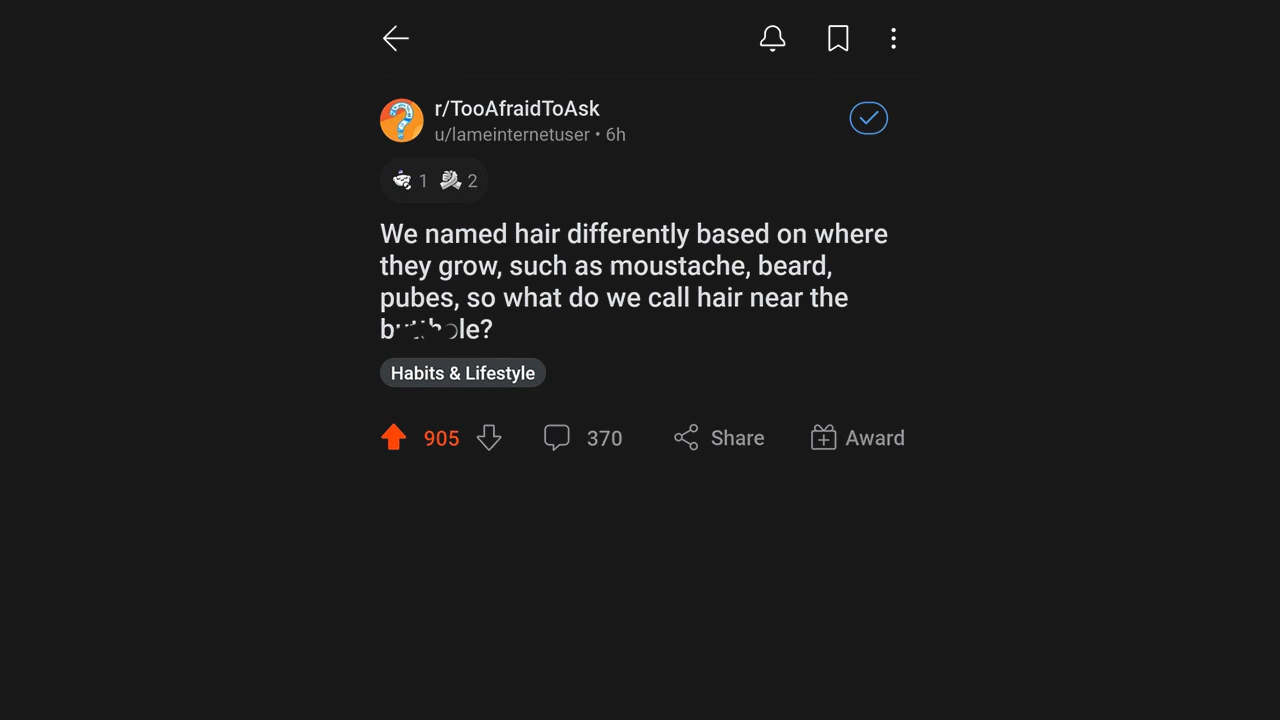 r/TooAfraidToAsk
u/lameinternetuser • 6h
1 2
We named hair differently based on where
they grow, such as moustache, beard,
pubes, so what do we call hair near the
butthole?
Habits & Lifestyle
905 370 Share Award